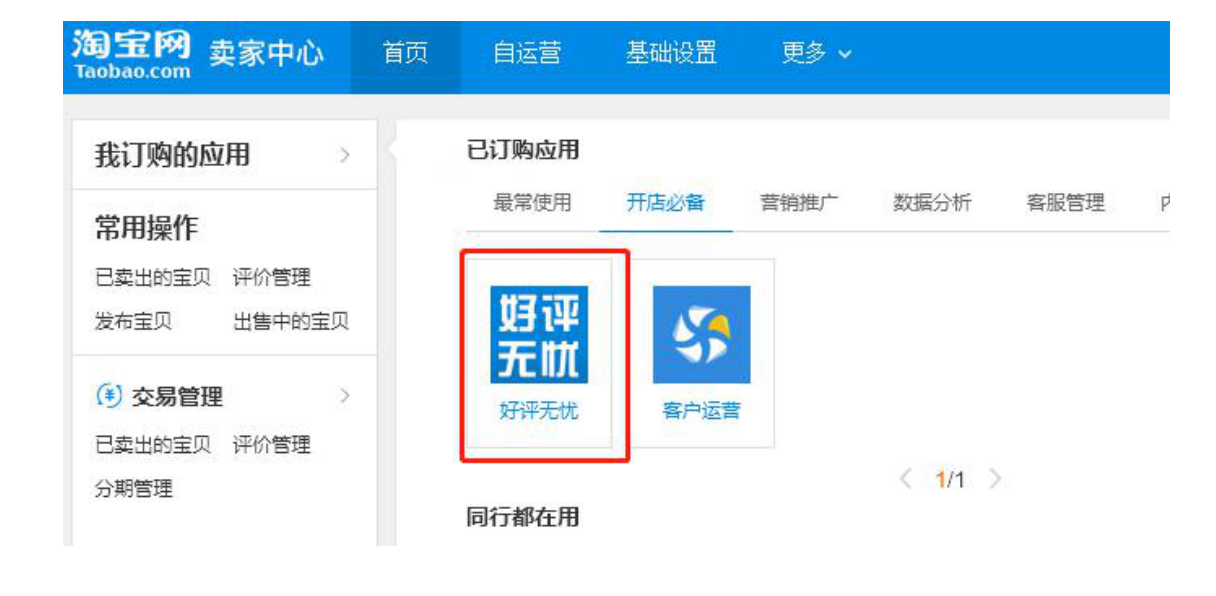 淘宝网 卖家中心 首页 自运营 基础设置 更多
Taobao.com
我订购的应用
常用操作
已卖出的宝贝 评价管理
发布宝贝 出售中的宝贝
交易管理
已卖出的宝贝 评价管理
分期管理
已订购应用
最常使用 开店必备 营销推广 数据分析 客服管理
好评
无忧
好评无忧 客户运营
1/1
同行都在用